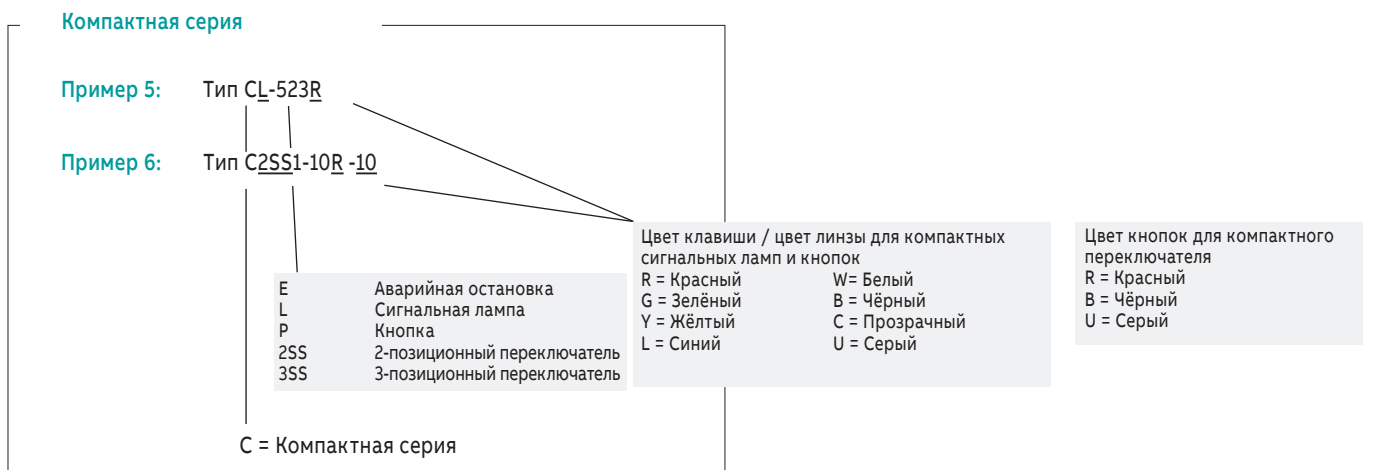 Компактная серия
Пример 5: Тип CL-523R
Пример 6: Тип C2SS1-10R -10
E Аварийная остановка
L Сигнальная лампа
P Кнопка
2SS 2-позиционный переключатель
3SS 3-позиционный переключатель
Цвет клавиши / цвет линзы для компактных
сигнальных ламп и кнопок
R = Красный W= Белый
G = Зелёный B = Чёрный
Y = Жёлтый C = Прозрачный
L = Синий U = Серый
Цвет кнопок для компактного
переключателя
R = Красный
B = Чёрный
U = Серый
C = Компактная серия